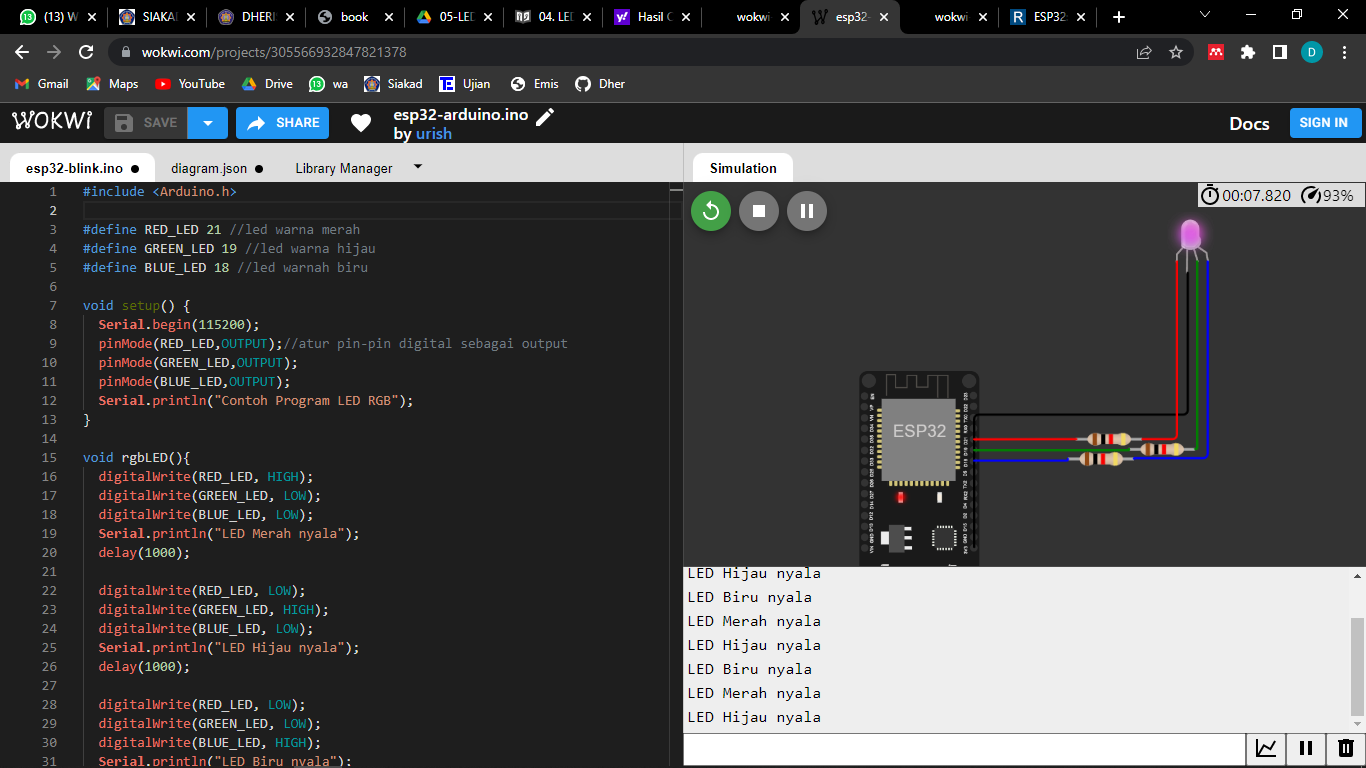 (13) W
SIAKA
DHERI
book
05-LED
04. LE
Hasil C
wokwi
esp32-
wokwi
ESP32
wokwi.com/projects/305566932847821378
D
Gmail
Maps
YouTube
Drive
13
wa
Siakad
Ujian
Emis
Dher
WOKWI
SAVE
SHARE
esp32-arduino.ino
by urish
Docs
SIGN IN
esp32-blink.ino
diagram.json
Library Manager
Simulation
1 #include <Arduino.h>
2
3 #define RED_LED 21 //led warna merah
4 #define GREEN_LED 19 //led warna hijau
5 #define BLUE_LED 18 //led warnah biru
6
7 void setup() {
8 Serial.begin(115200);
9 pinMode(RED_LED,OUTPUT);//atur pin-pin digital sebagai output
10 pinMode(GREEN_LED,OUTPUT);
11 pinMode(BLUE_LED,OUTPUT);
12 Serial.println("Contoh Program LED RGB");
13 }
14
15 void rgbLED(){
16 digitalWrite(RED_LED, HIGH);
17 digitalWrite(GREEN_LED, LOW);
18 digitalWrite(BLUE_LED, LOW);
19 Serial.println("LED Merah nyala");
20 delay(1000);
21
22 digitalWrite(RED_LED, LOW);
23 digitalWrite(GREEN_LED, HIGH);
24 digitalWrite(BLUE_LED, LOW);
25 Serial.println("LED Hijau nyala");
26 delay(1000);
27
28 digitalWrite(RED_LED, LOW);
29 digitalWrite(GREEN_LED, LOW);
30 digitalWrite(BLUE_LED, HIGH);
31 Serial.println("LED Biru nyala");
00:07.820
93%
ESP32
LED Hijau nyala
LED Biru nyala
LED Merah nyala
LED Hijau nyala
LED Biru nyala
LED Merah nyala
LED Hijau nyala